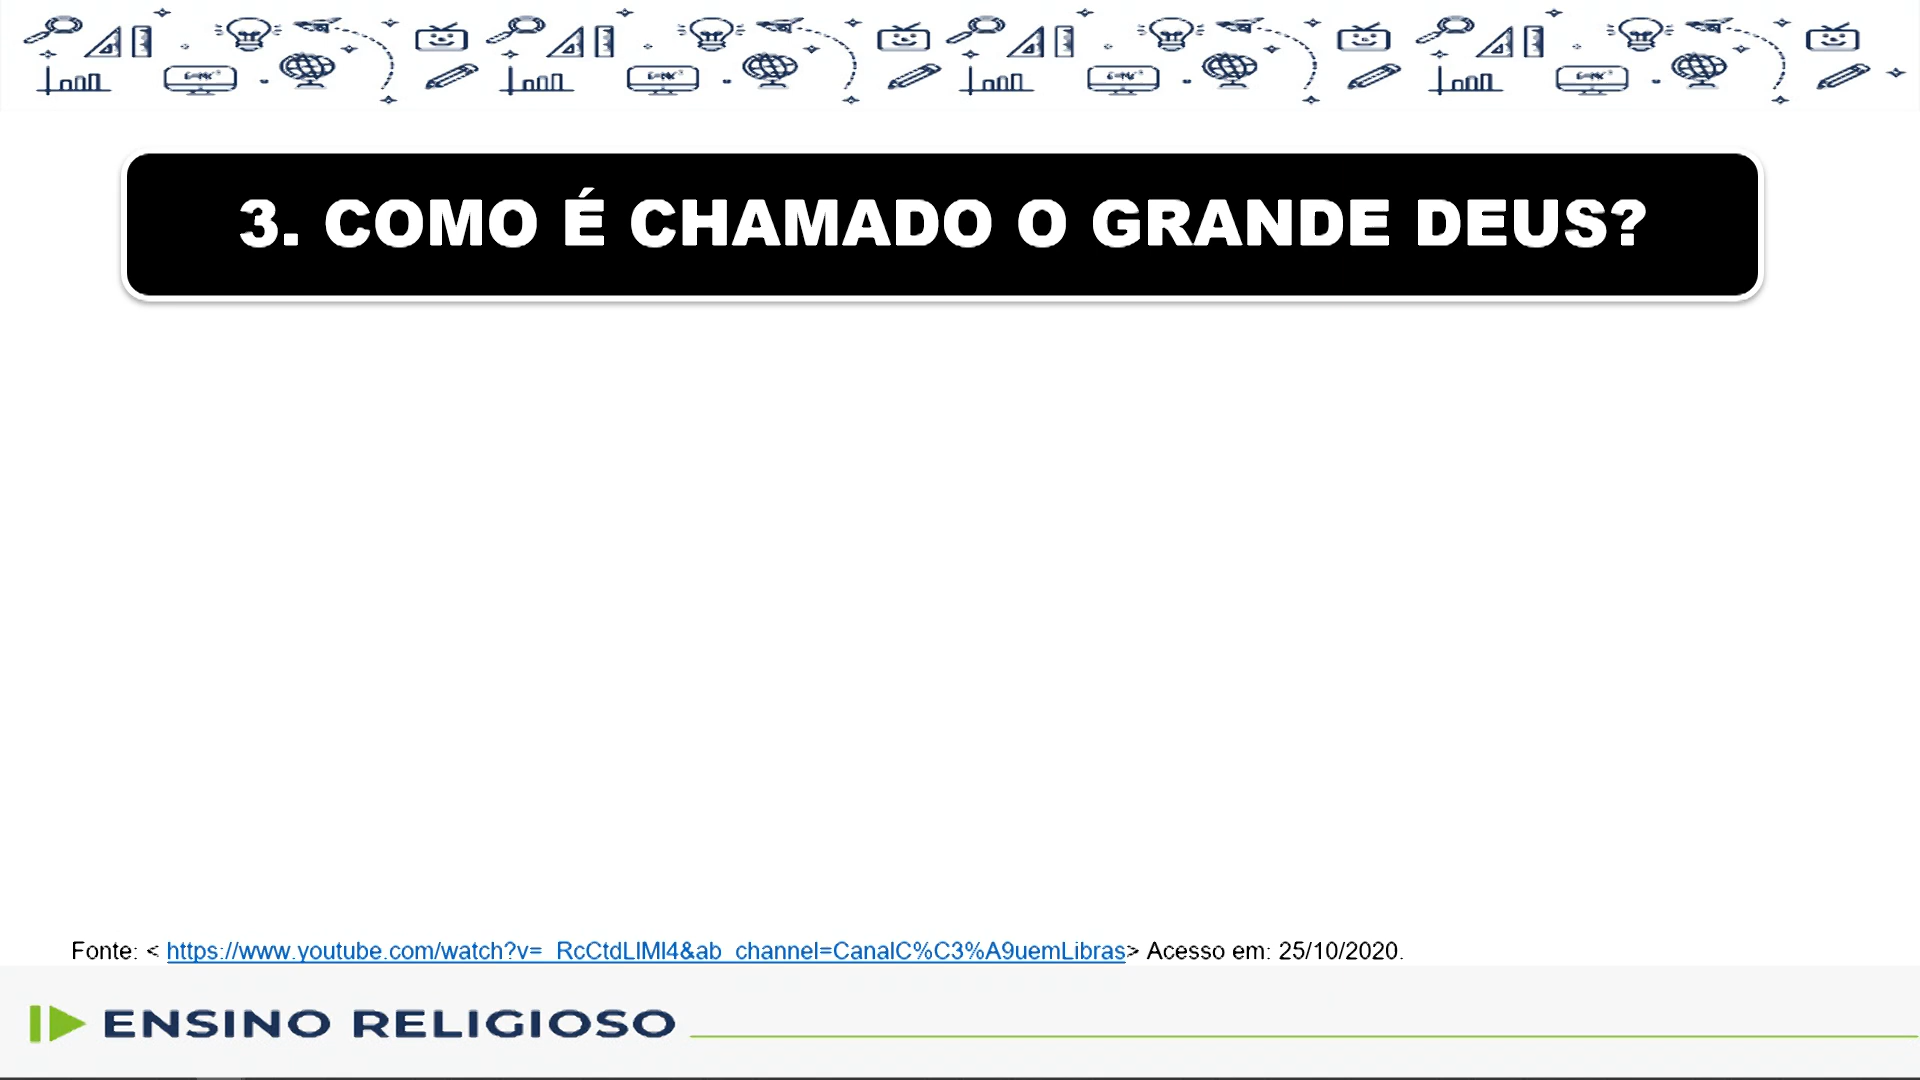 3. COMO É CHAMADO O GRANDE DEUS?
Fonte: < https://www.youtube.com/watch?v=_RcCtdLlMl4&ab_channel=CanalC%C3%A9uemLibras> Acesso em: 25/10/2020.
ENSINO RELIGIOSO